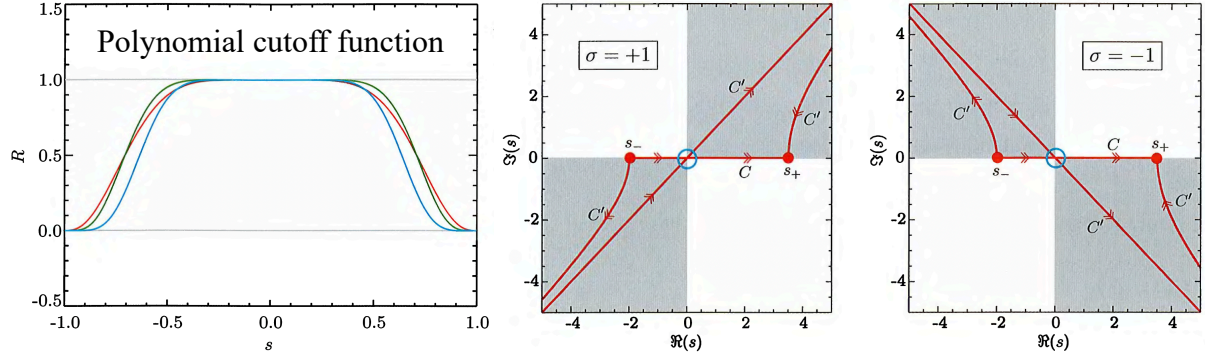 Polynomial cutoff function
1.5
1.0
0.5
0.0
-0.5
R
-1.0 -0.5 0.0 0.5 1.0
s
σ = +1
4
2
0
-2
-4
ℑ(s)
C′
C′
s₋
C
s₊
C′
-4 -2 0 2 4
ℜ(s)
σ = −1
4
2
0
-2
-4
ℑ(s)
C′
s₋
C
s₊
C′
C′
-4 -2 0 2 4
ℜ(s)